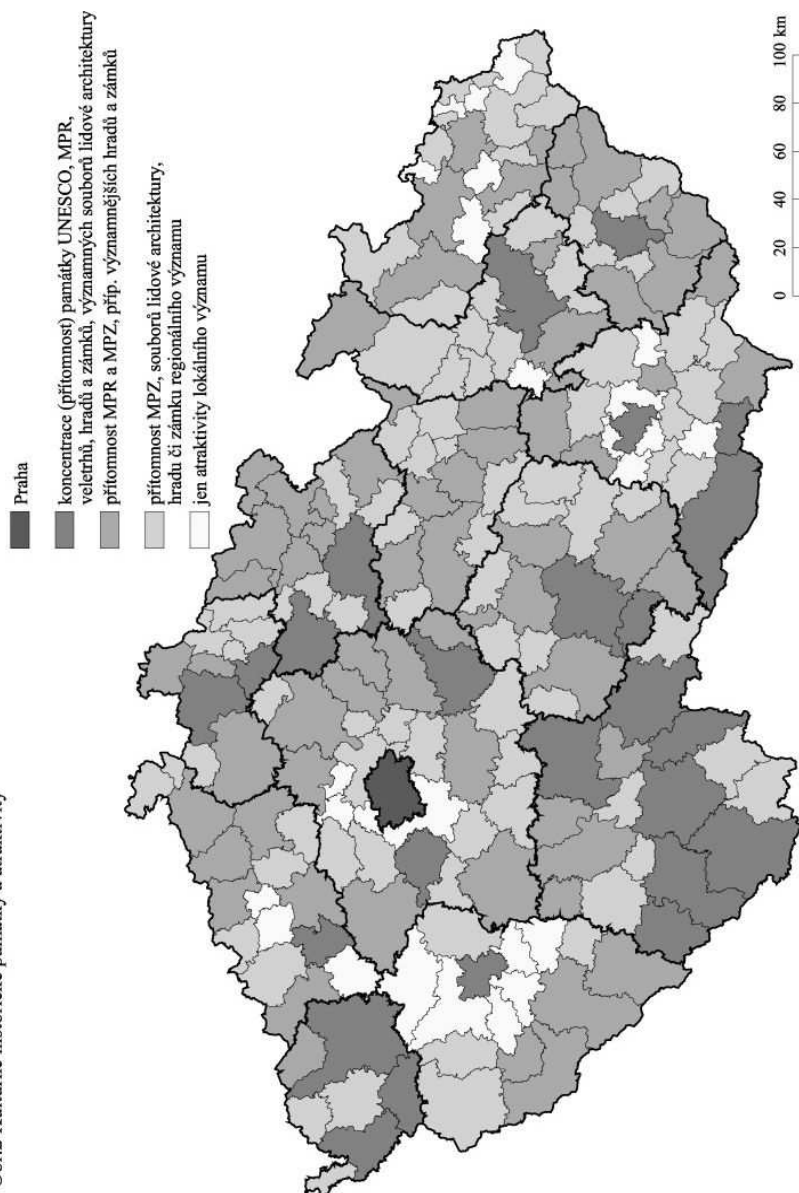 Praha
koncentrace (přítomnost) památky UNESCO, MPR,
veletrhů, hradů a zámků, významných souborů lidové architektury
přítomnost MPR a MPZ, příp. významnějších hradů a zámků
přítomnost MPZ, souborů lidové architektury,
hradu či zámku regionálního významu
jen atraktivity lokálního významu
0 20 40 60 80 100 km